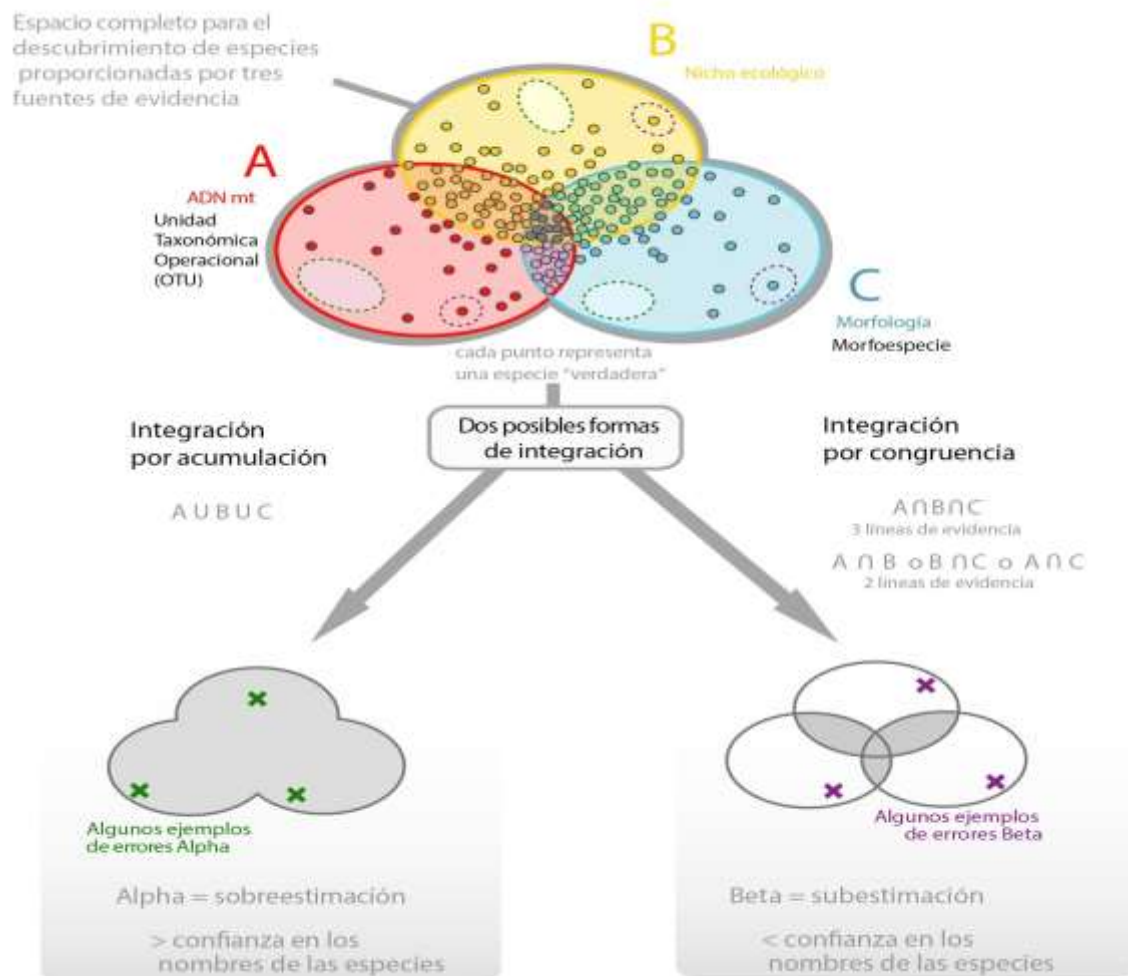 Espacio completo para el
descubrimiento de especies
proporcionadas por tres
fuentes de evidencia
B
Nicho ecológico
A
ADN mt
Unidad
Taxonómica
Operacional
(OTU)
C
Morfología
Morfoespecie
cada punto representa
una especie "verdadera"
Dos posibles formas
de integración
Integración
por acumulación
A U B U C
Integración
por congruencia
A∩B∩C
3 líneas de evidencia
A ∩ B o B ∩ C o A ∩ C
2 líneas de evidencia
Algunos ejemplos
de errores Alpha
Alpha = sobreestimación
> confianza en los
nombres de las especies
Algunos ejemplos
de errores Beta
Beta = subestimación
< confianza en los
nombres de las especies